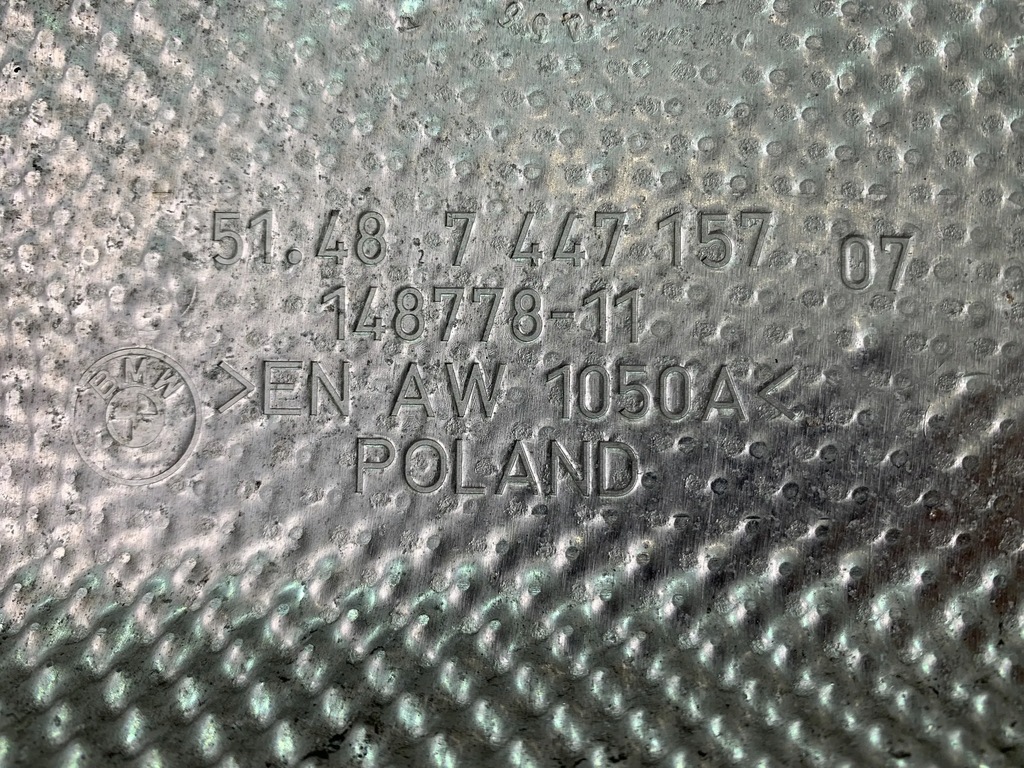 51.48 7 447 157 07
148778-11
BMW >EN AW 1050A<
POLAND